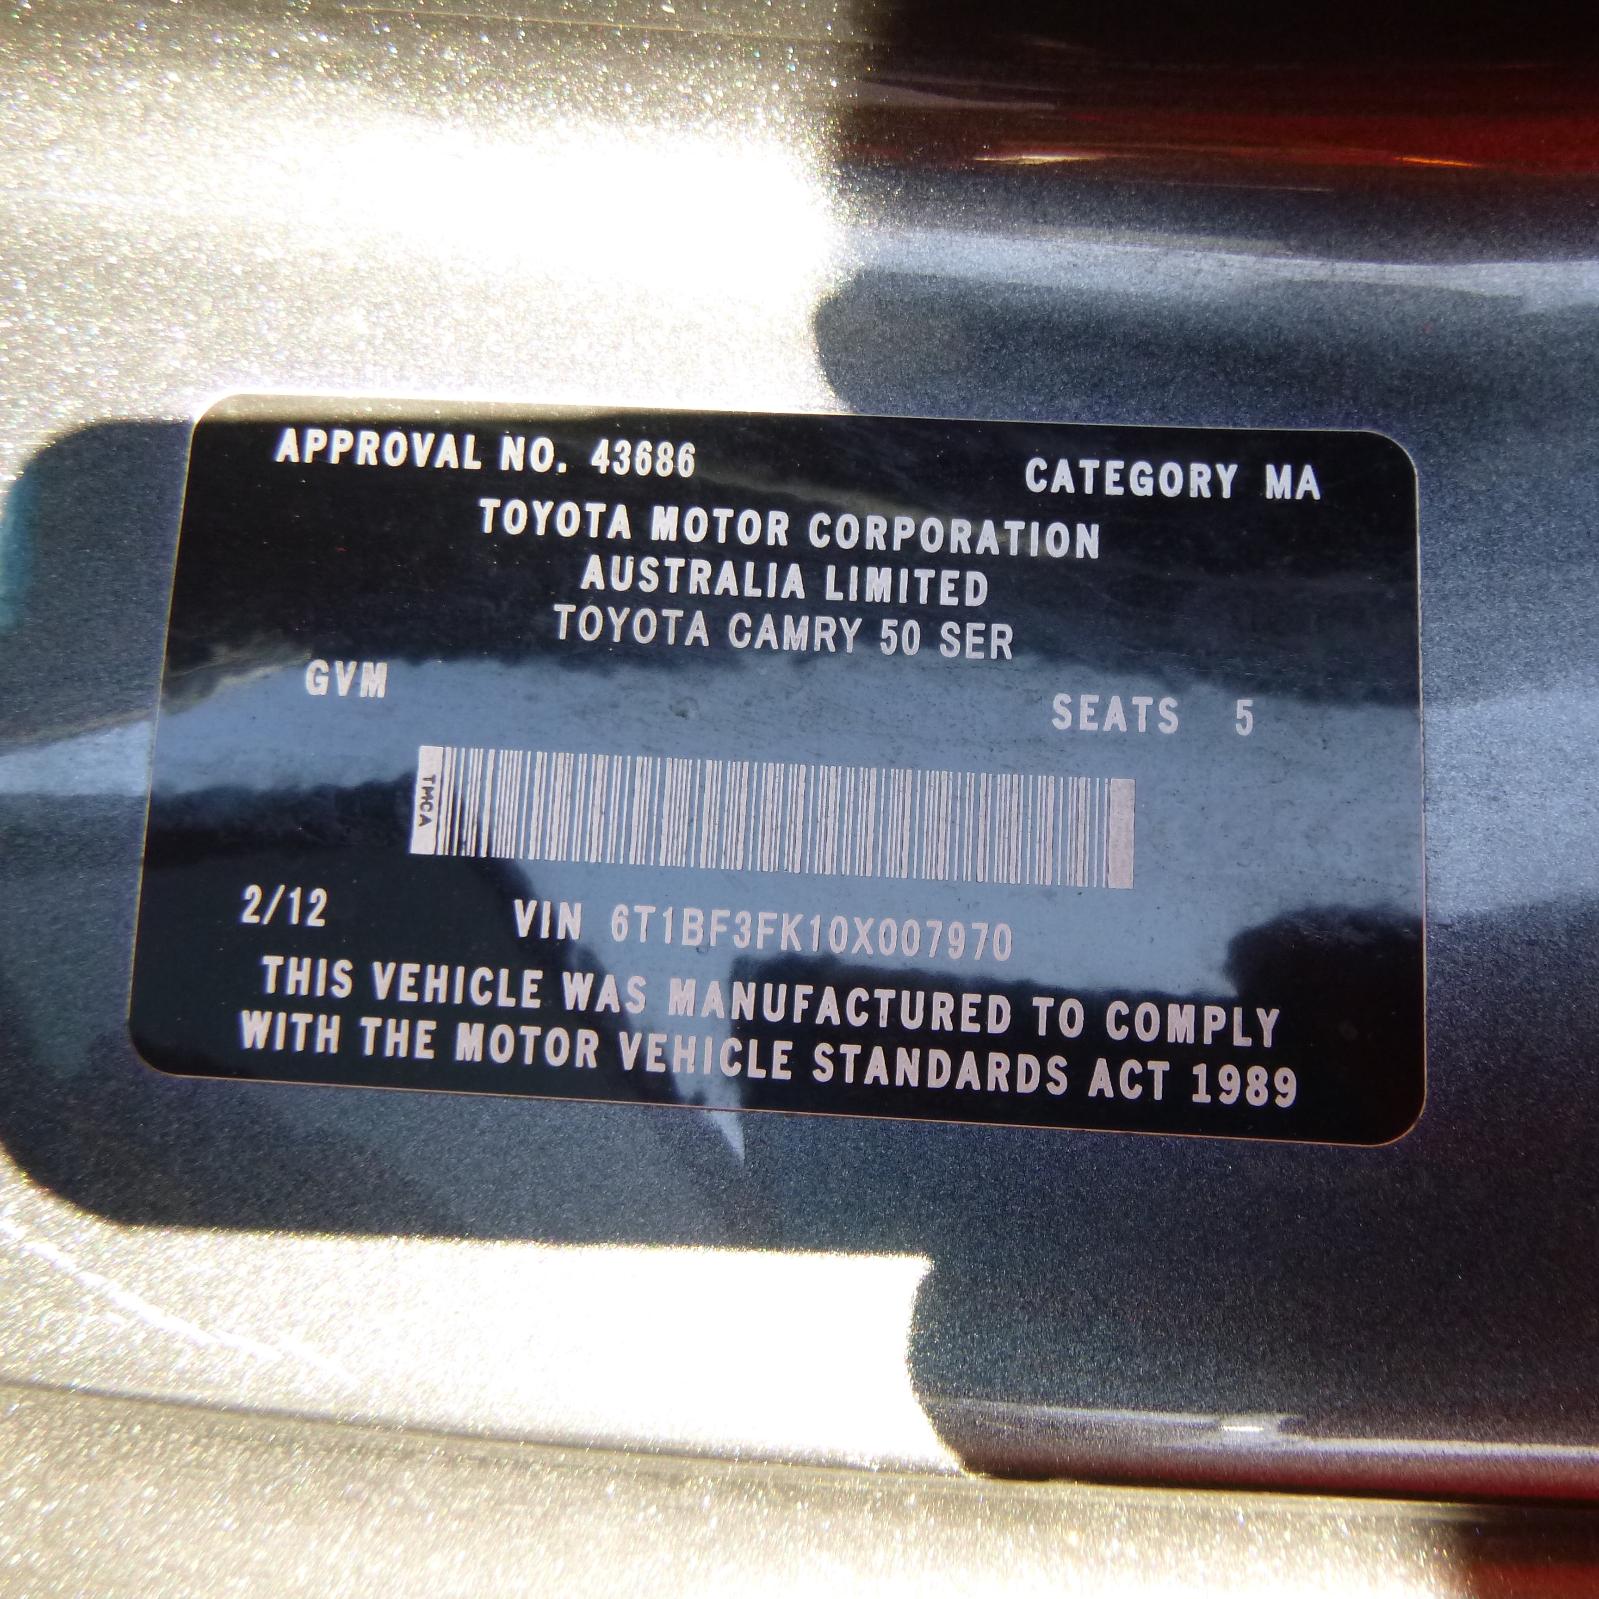 APPROVAL NO. 43686 CATEGORY MA
TOYOTA MOTOR CORPORATION
AUSTRALIA LIMITED
TOYOTA CAMRY 50 SER
GVM SEATS 5
TMCA
2/12 VIN 6T1BF3FK10X007970
THIS VEHICLE WAS MANUFACTURED TO COMPLY
WITH THE MOTOR VEHICLE STANDARDS ACT 1989